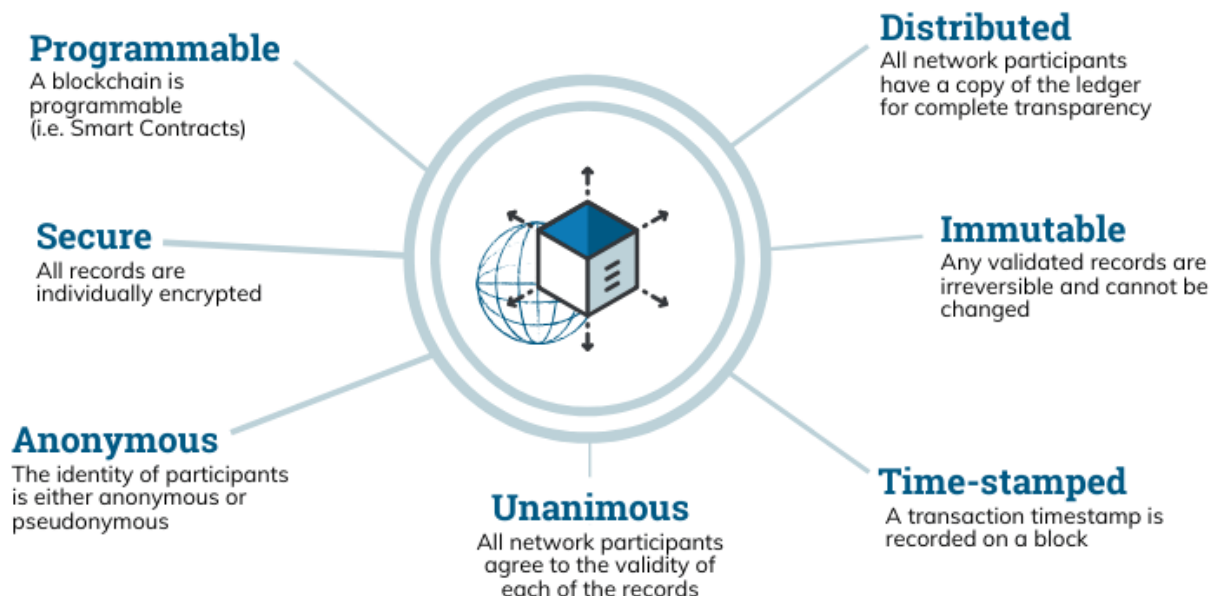 Programmable
A blockchain is
programmable
(i.e. Smart Contracts)
Distributed
All network participants
have a copy of the ledger
for complete transparency
Secure
All records are
individually encrypted
Immutable
Any validated records are
irreversible and cannot be
changed
Anonymous
The identity of participants
is either anonymous or
pseudonymous
Unanimous
All network participants
agree to the validity of
each of the records
Time-stamped
A transaction timestamp is
recorded on a block